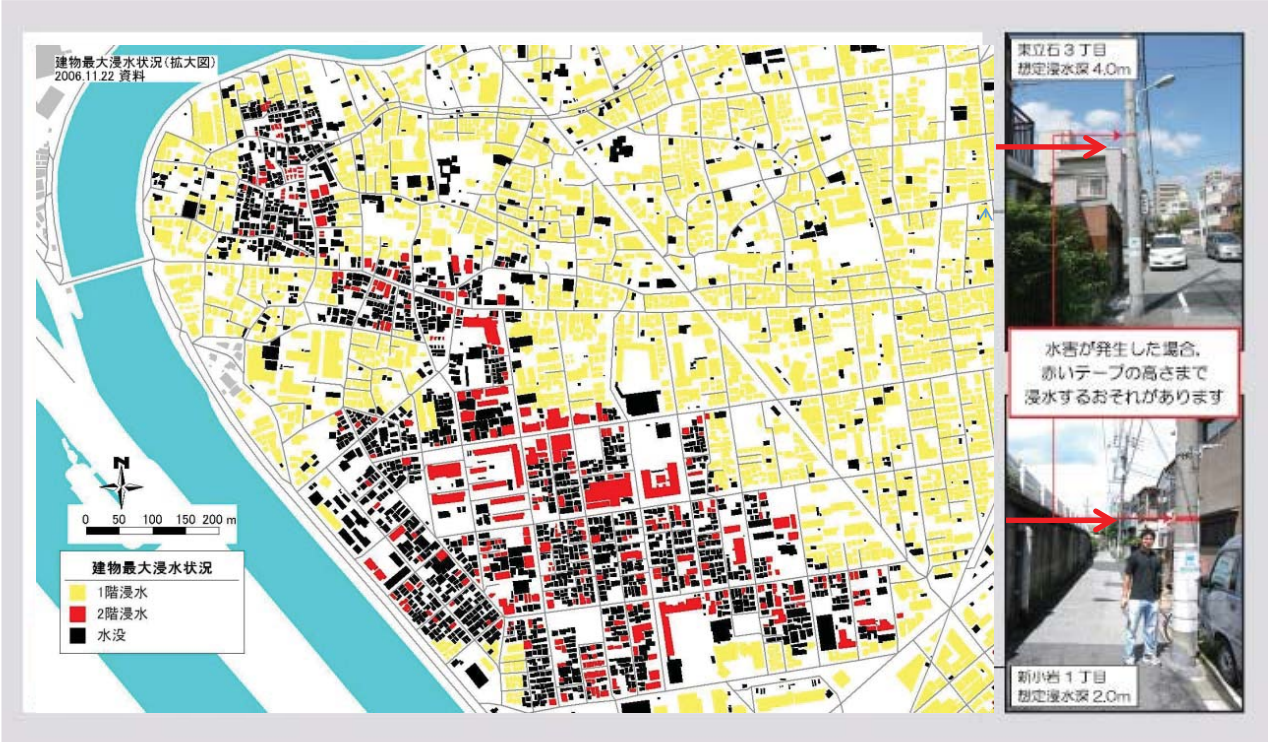 建物最大浸水状況(拡大図)
2006.11.22 資料
N
0 50 100 150 200 m
建物最大浸水状況
1階浸水
2階浸水
水没
東立石3丁目
想定浸水深4.0m
水害が発生した場合、
赤いテープの高さまで
浸水するおそれがあります
新小岩1丁目
想定浸水深2.0m